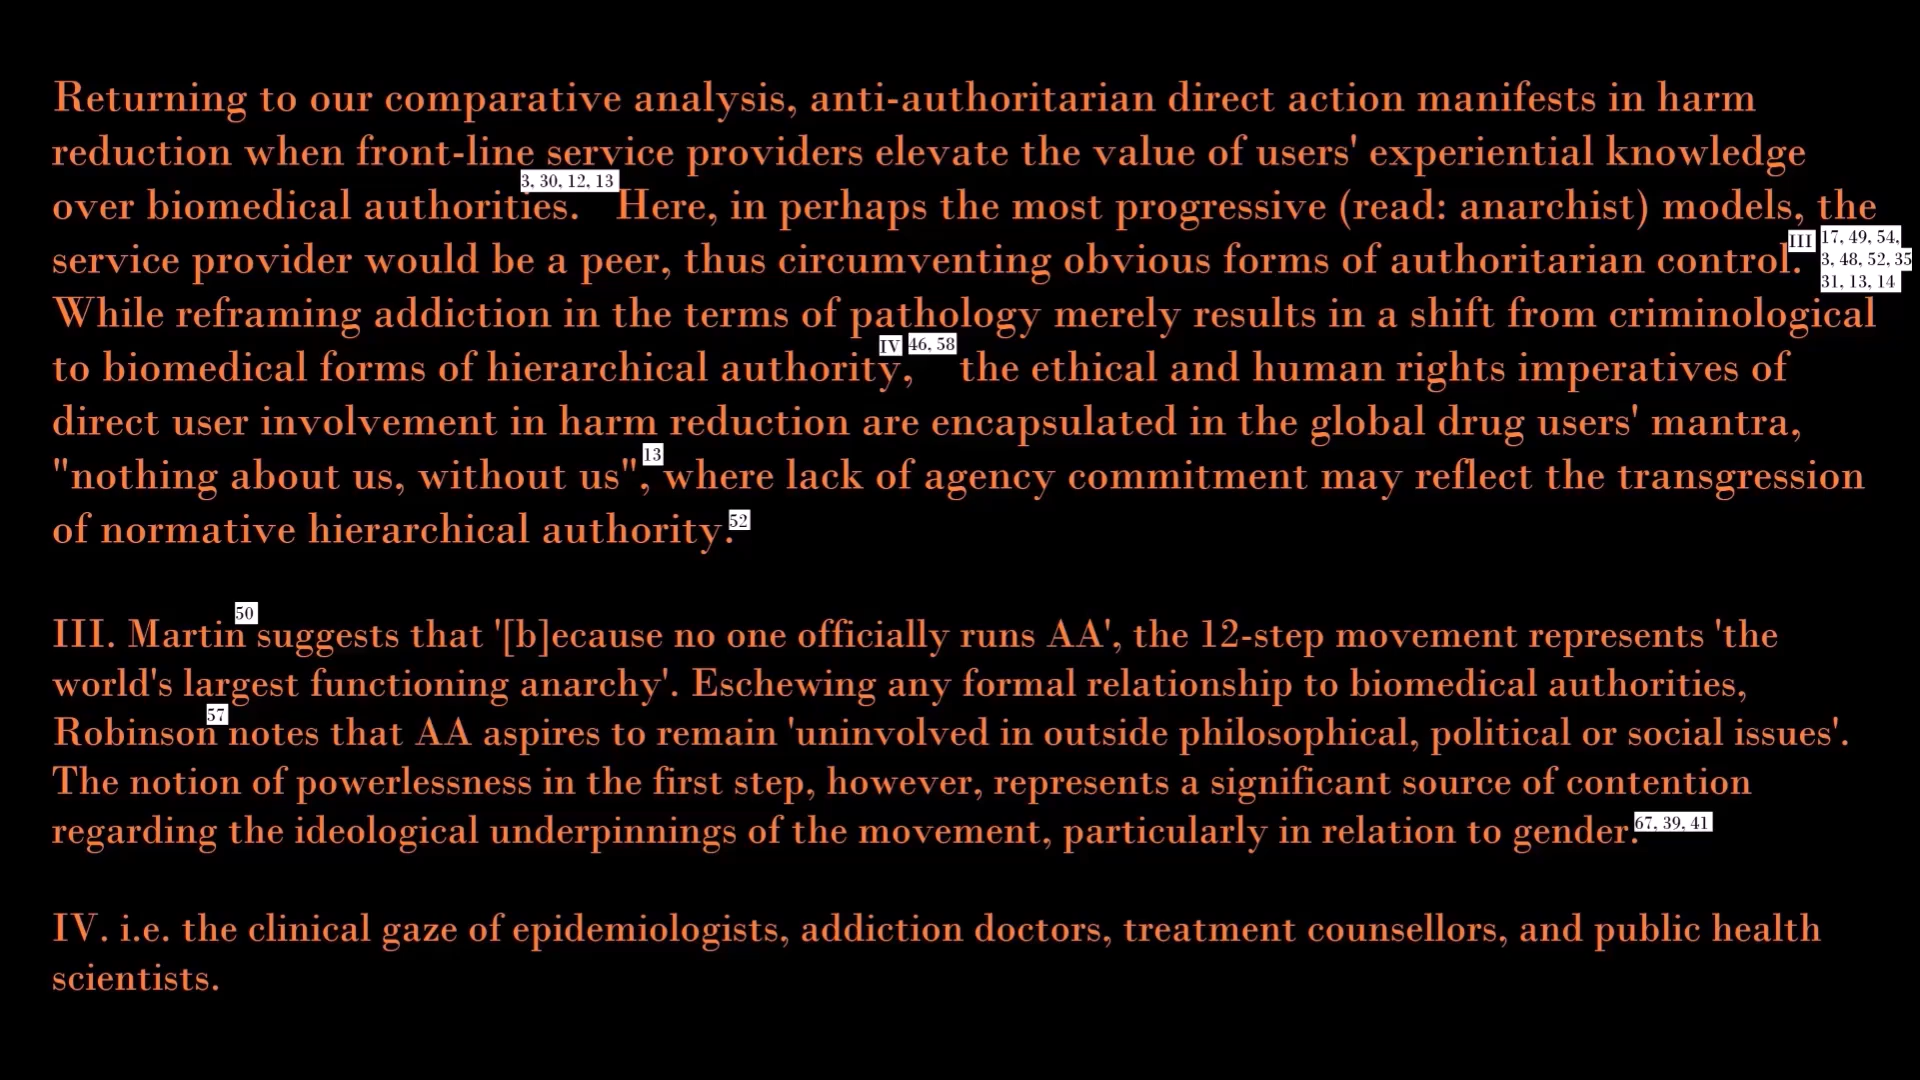 Returning to our comparative analysis, anti-authoritarian direct action manifests in harm
reduction when front-line service providers elevate the value of users' experiential knowledge
over biomedical authorities. 3, 30, 12, 13 Here, in perhaps the most progressive (read: anarchist) models, the
service provider would be a peer, thus circumventing obvious forms of authoritarian control. III 17, 49, 54,
3, 48, 52, 35
31, 13, 14
While reframing addiction in the terms of pathology merely results in a shift from criminological
to biomedical forms of hierarchical authority, IV 46, 58 the ethical and human rights imperatives of
direct user involvement in harm reduction are encapsulated in the global drug users' mantra,
"nothing about us, without us", 13 where lack of agency commitment may reflect the transgression
of normative hierarchical authority. 52
III. Martin 50 suggests that '[b]ecause no one officially runs AA', the 12-step movement represents 'the
world's largest functioning anarchy'. Eschewing any formal relationship to biomedical authorities,
Robinson 57 notes that AA aspires to remain 'uninvolved in outside philosophical, political or social issues'.
The notion of powerlessness in the first step, however, represents a significant source of contention
regarding the ideological underpinnings of the movement, particularly in relation to gender. 67, 39, 41
IV. i.e. the clinical gaze of epidemiologists, addiction doctors, treatment counsellors, and public health
scientists.